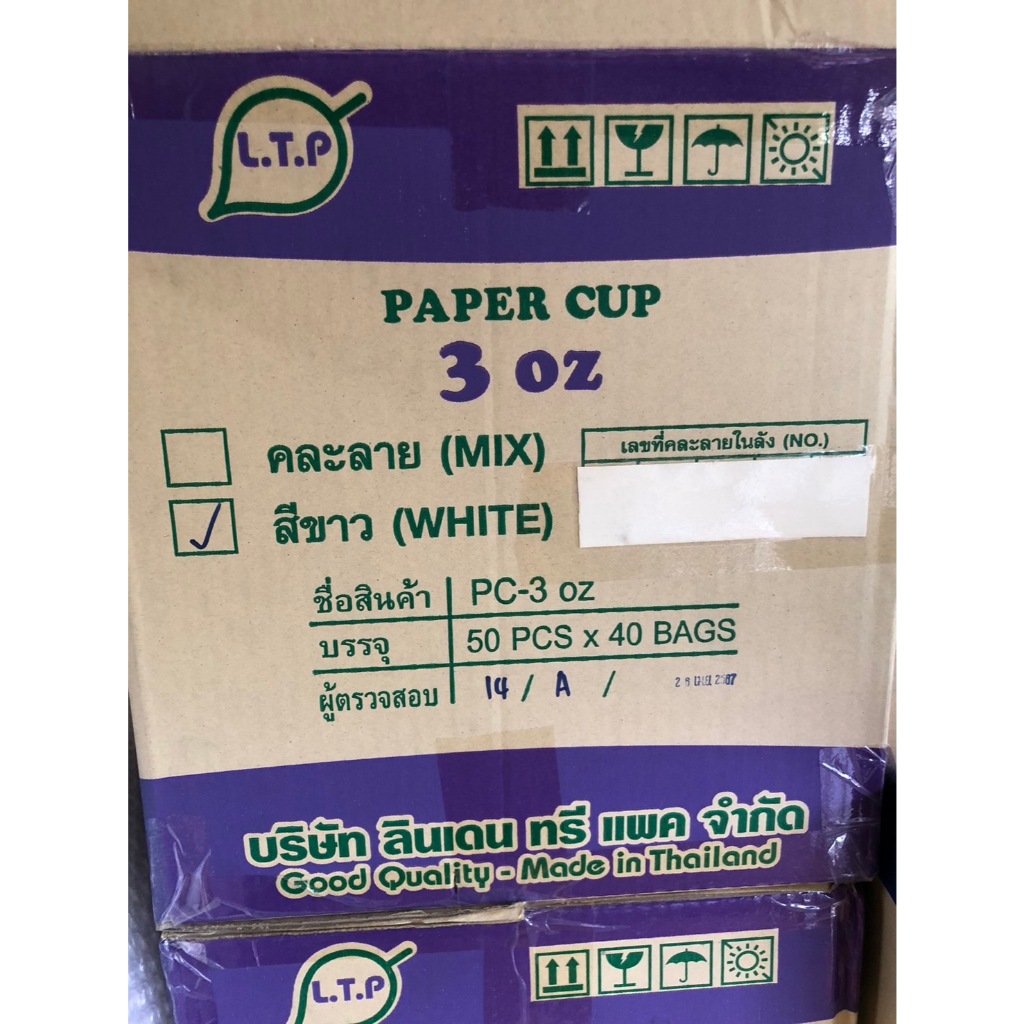 L.T.P
PAPER CUP
3 oz
คละลาย (MIX)
เลขที่คละลายในลัง (NO.)
สีขาว (WHITE)
ชื่อสินค้า PC-3 oz
บรรจุ 50 PCS x 40 BAGS
ผู้ตรวจสอบ 14 / A /
บริษัท ลินเดน ทรี แพค จำกัด
Good Quality - Made in Thailand
L.T.P